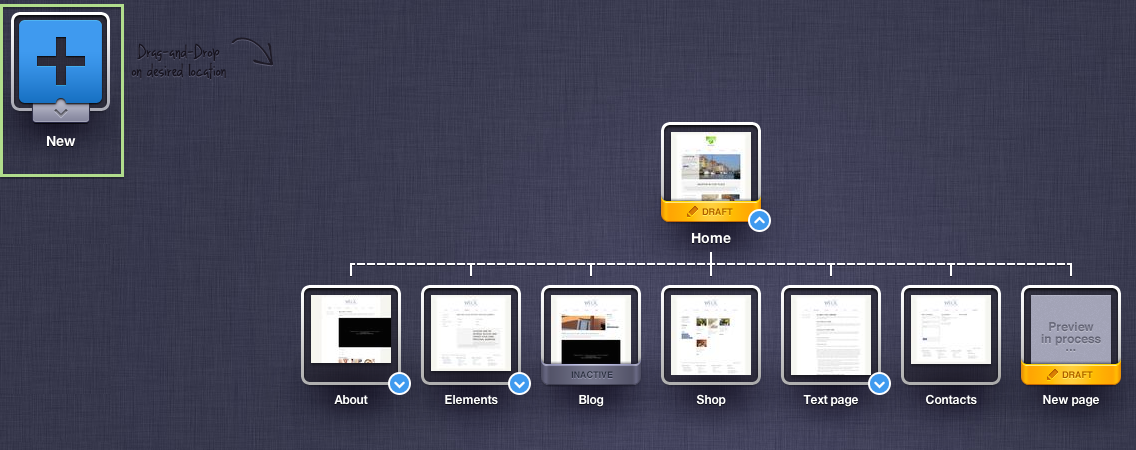 Drag-and-Drop
on desired location
New
DRAFT
Home
Preview
in process
...
INACTIVE
DRAFT
About
Elements
Blog
Shop
Text page
Contacts
New page